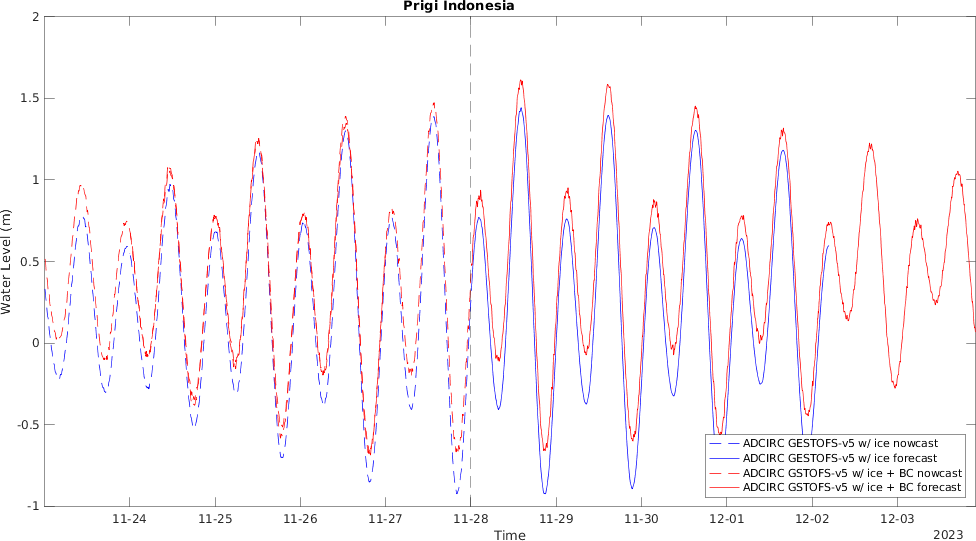 Prigi Indonesia
Water Level (m)
2
1.5
1
0.5
0
-0.5
-1
ADCIRC GESTOFS-v5 w/ ice nowcast
ADCIRC GESTOFS-v5 w/ ice forecast
ADCIRC GSTOFS-v5 w/ ice + BC nowcast
ADCIRC GSTOFS-v5 w/ ice + BC forecast
11-24 11-25 11-26 11-27 11-28 11-29 11-30 12-01 12-02 12-03
Time
2023